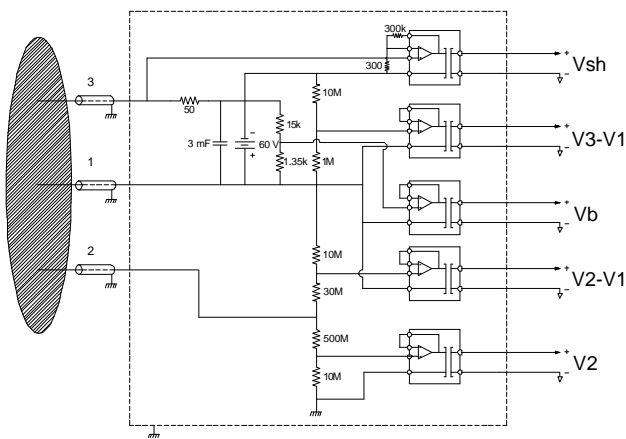 300k
+
Vsh
300
−
3
10M
50
15k
+
V3-V1
−
3 mF
−
60 V
+
1
1.35k
1M
+
Vb
−
2
10M
+
V2-V1
−
30M
500M
+
V2
−
10M